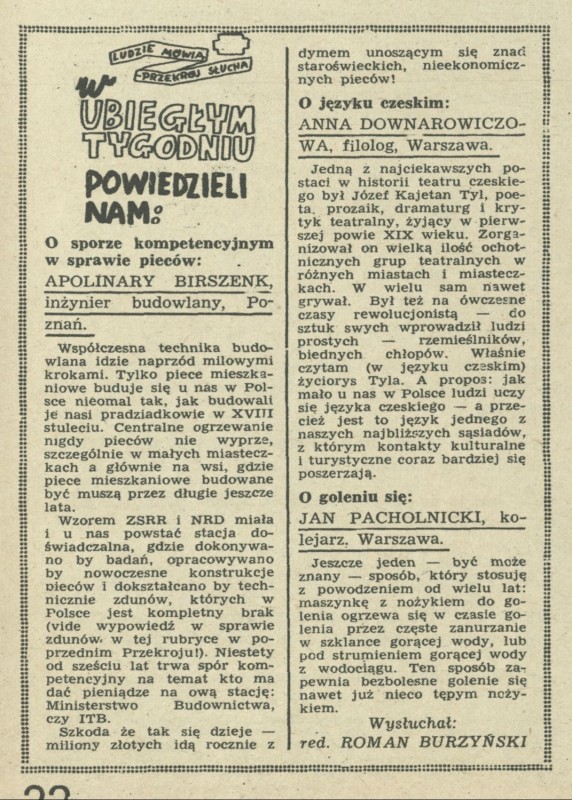 LUDZIE MÓWIĄ
PRZEKRÓJ SŁUCHA
W
UBIEGŁYM
TYGODNIU
POWIEDZIELI
NAM:
O sporze kompetencyjnym
w sprawie pieców:
APOLINARY BIRSZENK,
inżynier budowlany, Po-
znań.
Współczesna technika budo-
wlana idzie naprzód milowymi
krokami. Tylko piece mieszka-
niowe buduje się u nas w Pol-
sce nieomal tak, jak budowali
je nasi pradziadkowie w XVIII
stuleciu. Centralne ogrzewanie
nigdy pieców nie wyprze,
szczególnie w małych miastecz-
kach a głównie na wsi, gdzie
piece mieszkaniowe budowane
być muszą przez długie jeszcze
lata.
Wzorem ZSRR i NRD miała
i u nas powstać stacja do-
świadczalna, gdzie dokonywa-
no by badań, opracowywano
by nowoczesne konstrukcje
pieców i dokształcano by tech-
nicznie zdunów, których w
Polsce jest kompletny brak
(vide wypowiedź w sprawie
zdunów w tej rubryce w po-
przednim Przekroju!). Niestety
od sześciu lat trwa spór kom-
petencyjny na temat kto ma
dać pieniądze na ową stację:
Ministerstwo Budownictwa,
czy ITB.
Szkoda że tak się dzieje —
miliony złotych idą rocznie z
dymem unoszącym się znad
staroświeckich, nieekonomicz-
nych pieców!
O języku czeskim:
ANNA DOWNAROWICZO-
WA, filolog, Warszawa.
Jedną z najciekawszych po-
staci w historii teatru czeskie-
go był Józef Kajetan Tyl, poe-
ta, prozaik, dramaturg i kry-
tyk teatralny, żyjący w pierw-
szej powie XIX wieku. Zorga-
nizował on wielką ilość ochot-
niczych grup teatralnych w
różnych miastach i miastecz-
kach. W wielu sam nawet
grywał. Był też na ówczesne
czasy rewolucjonistą — do
sztuk swych wprowadził ludzi
prostych — rzemieślników,
biednych chłopów. Właśnie
czytam (w języku czeskim)
życiorys Tyla. A propos: jak
mało u nas w Polsce ludzi uczy
się języka czeskiego — a prze-
cież jest to język jednego z
naszych najbliższych sąsiadów,
z którym kontakty kulturalne
i turystyczne coraz bardziej się
poszerzają.
O goleniu się:
JAN PACHOLNICKI, ko-
lejarz, Warszawa.
Jeszcze jeden — być może
znany — sposób, który stosuję
z powodzeniem od wielu lat:
maszynkę z nożykiem do go-
lenia ogrzewa się w czasie go-
lenia przez częste zanurzanie
w szklance gorącej wody, lub
pod strumieniem gorącej wody
z wodociągu. Ten sposób za-
pewnia bezbolesne golenie się
nawet już nieco tępym noży-
kiem.
Wysłuchał:
red. ROMAN BURZYŃSKI